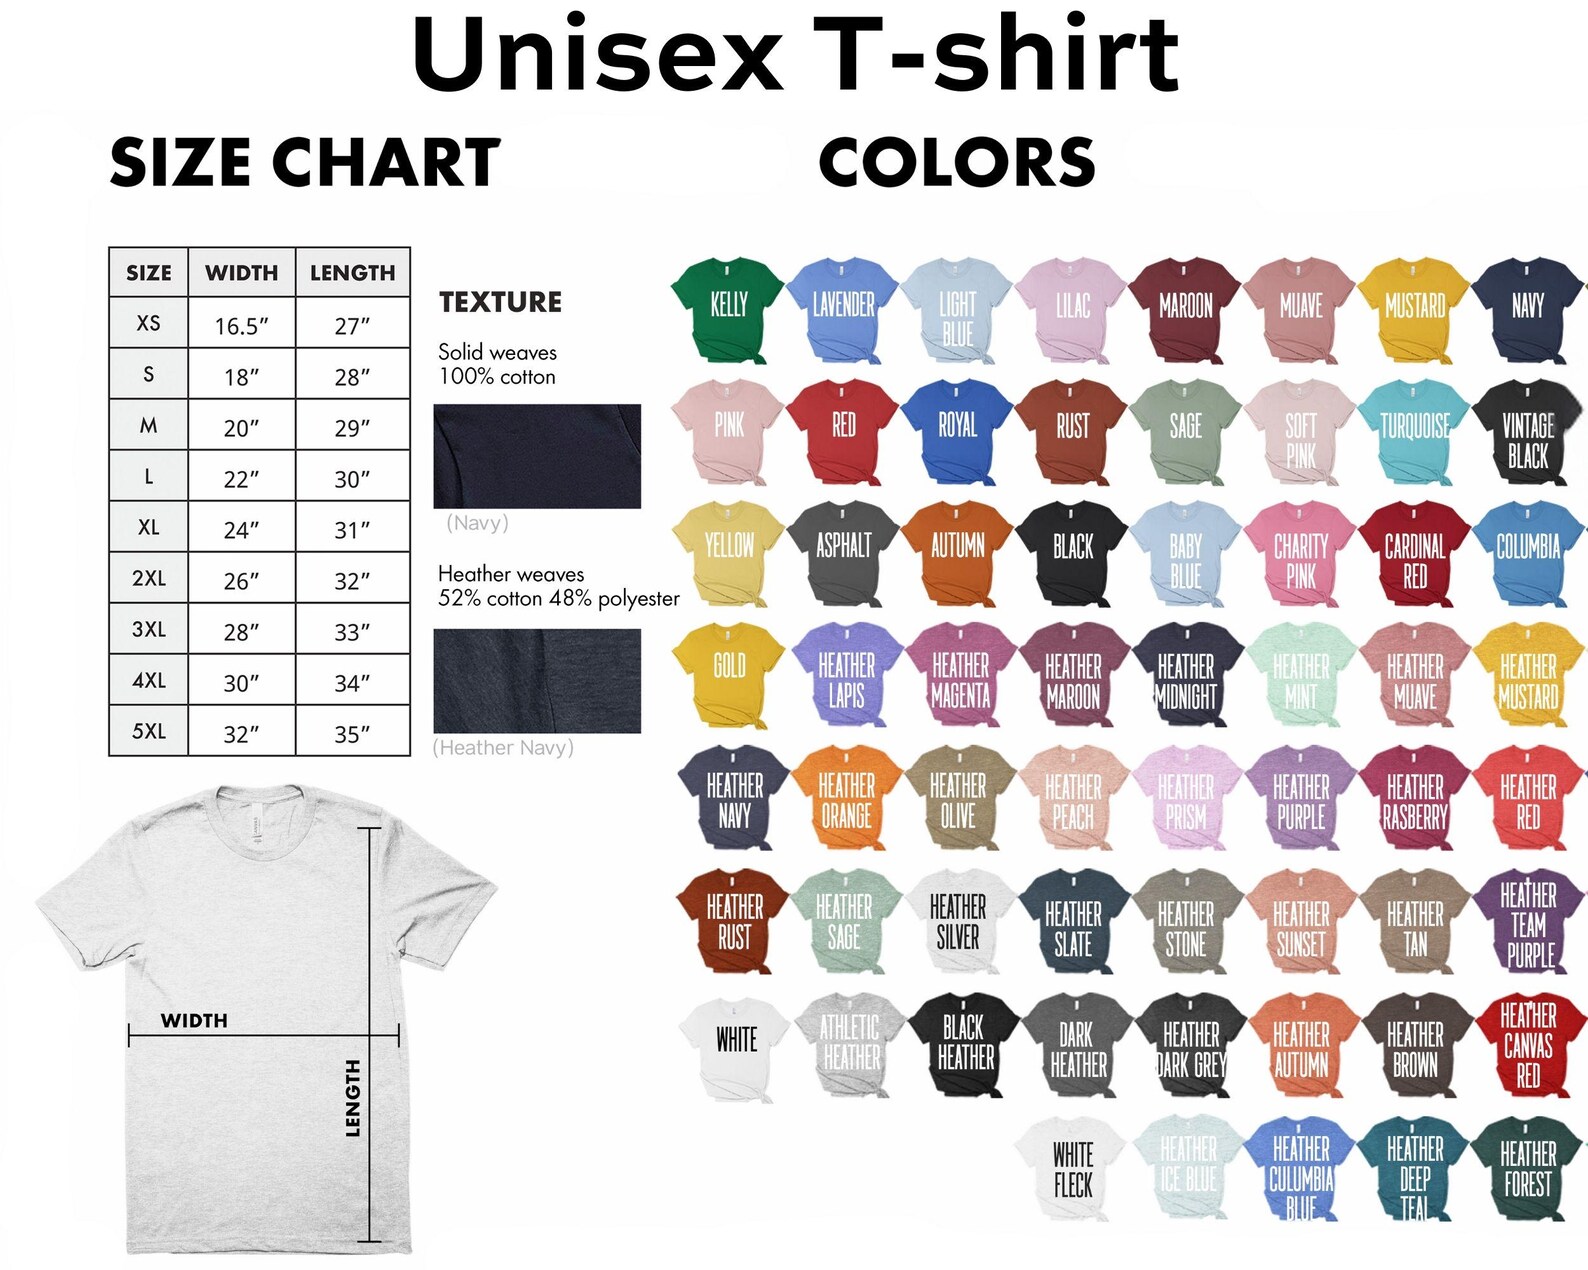 Unisex T-shirt
SIZE CHART
COLORS
SIZE WIDTH LENGTH
XS 16.5” 27”
S 18” 28”
M 20” 29”
L 22” 30”
XL 24” 31”
2XL 26” 32”
3XL 28” 33”
4XL 30” 34”
5XL 32” 35”
TEXTURE
Solid weaves
100% cotton
(Navy)
Heather weaves
52% cotton 48% polyester
(Heather Navy)
WIDTH
LENGTH
KELLY
LAVENDER
LIGHT
BLUE
LILAC
MAROON
MUAVE
MUSTARD
NAVY
PINK
RED
ROYAL
RUST
SAGE
SOFT
PINK
TURQUOISE
VINTAGE
BLACK
YELLOW
ASPHALT
AUTUMN
BLACK
BABY
BLUE
CHARITY
PINK
CARDINAL
RED
COLUMBIA
GOLD
HEATHER
LAPIS
HEATHER
MAGENTA
HEATHER
MAROON
HEATHER
MIDNIGHT
HEATHER
MINT
HEATHER
MUAVE
HEATHER
MUSTARD
HEATHER
NAVY
HEATHER
ORANGE
HEATHER
OLIVE
HEATHER
PEACH
HEATHER
PRISM
HEATHER
PURPLE
HEATHER
RASBERRY
HEATHER
RED
HEATHER
RUST
HEATHER
SAGE
HEATHER
SILVER
HEATHER
SLATE
HEATHER
STONE
HEATHER
SUNSET
HEATHER
TAN
HEATHER
TEAM
PURPLE
WHITE
ATHLETIC
HEATHER
BLACK
HEATHER
DARK
HEATHER
HEATHER
DARK GREY
HEATHER
AUTUMN
HEATHER
BROWN
HEATHER
CANVAS
RED
WHITE
FLECK
HEATHER
ICE BLUE
HEATHER
CULUMBIA
BLUE
HEATHER
DEEP
TEAL
HEATHER
FOREST